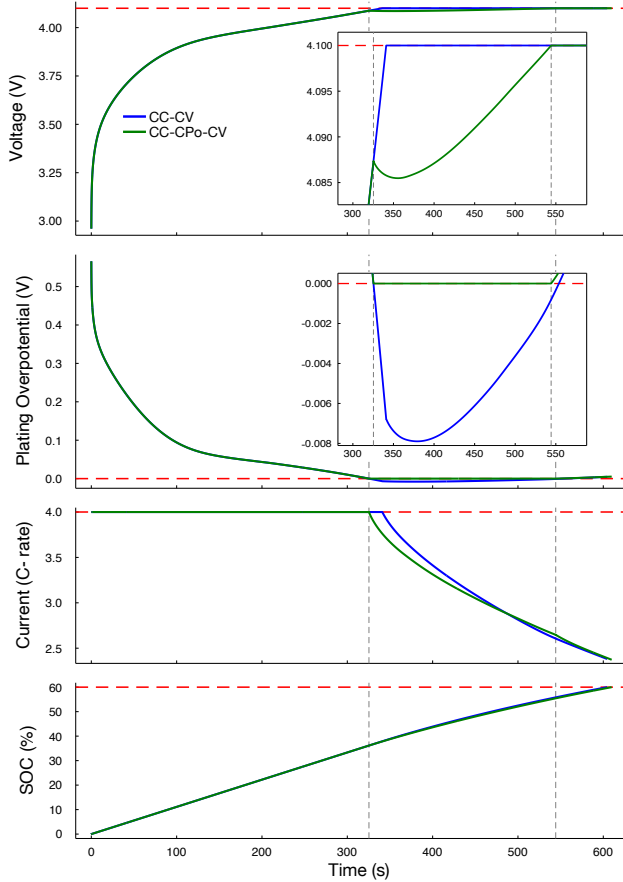 Voltage (V)
4.00
3.50
3.00
CC-CV
CC-CPo-CV
4.100
4.095
4.090
4.085
300 350 400 450 500 550
Plating Overpotential (V)
0.5
0.4
0.3
0.2
0.1
0.0
0.000
-0.002
-0.004
-0.006
-0.008
300 350 400 450 500 550
Current (C- rate)
4.0
3.5
3.0
2.5
SOC (%)
60
50
40
30
20
10
0
0 100 200 300 400 500 600
Time (s)